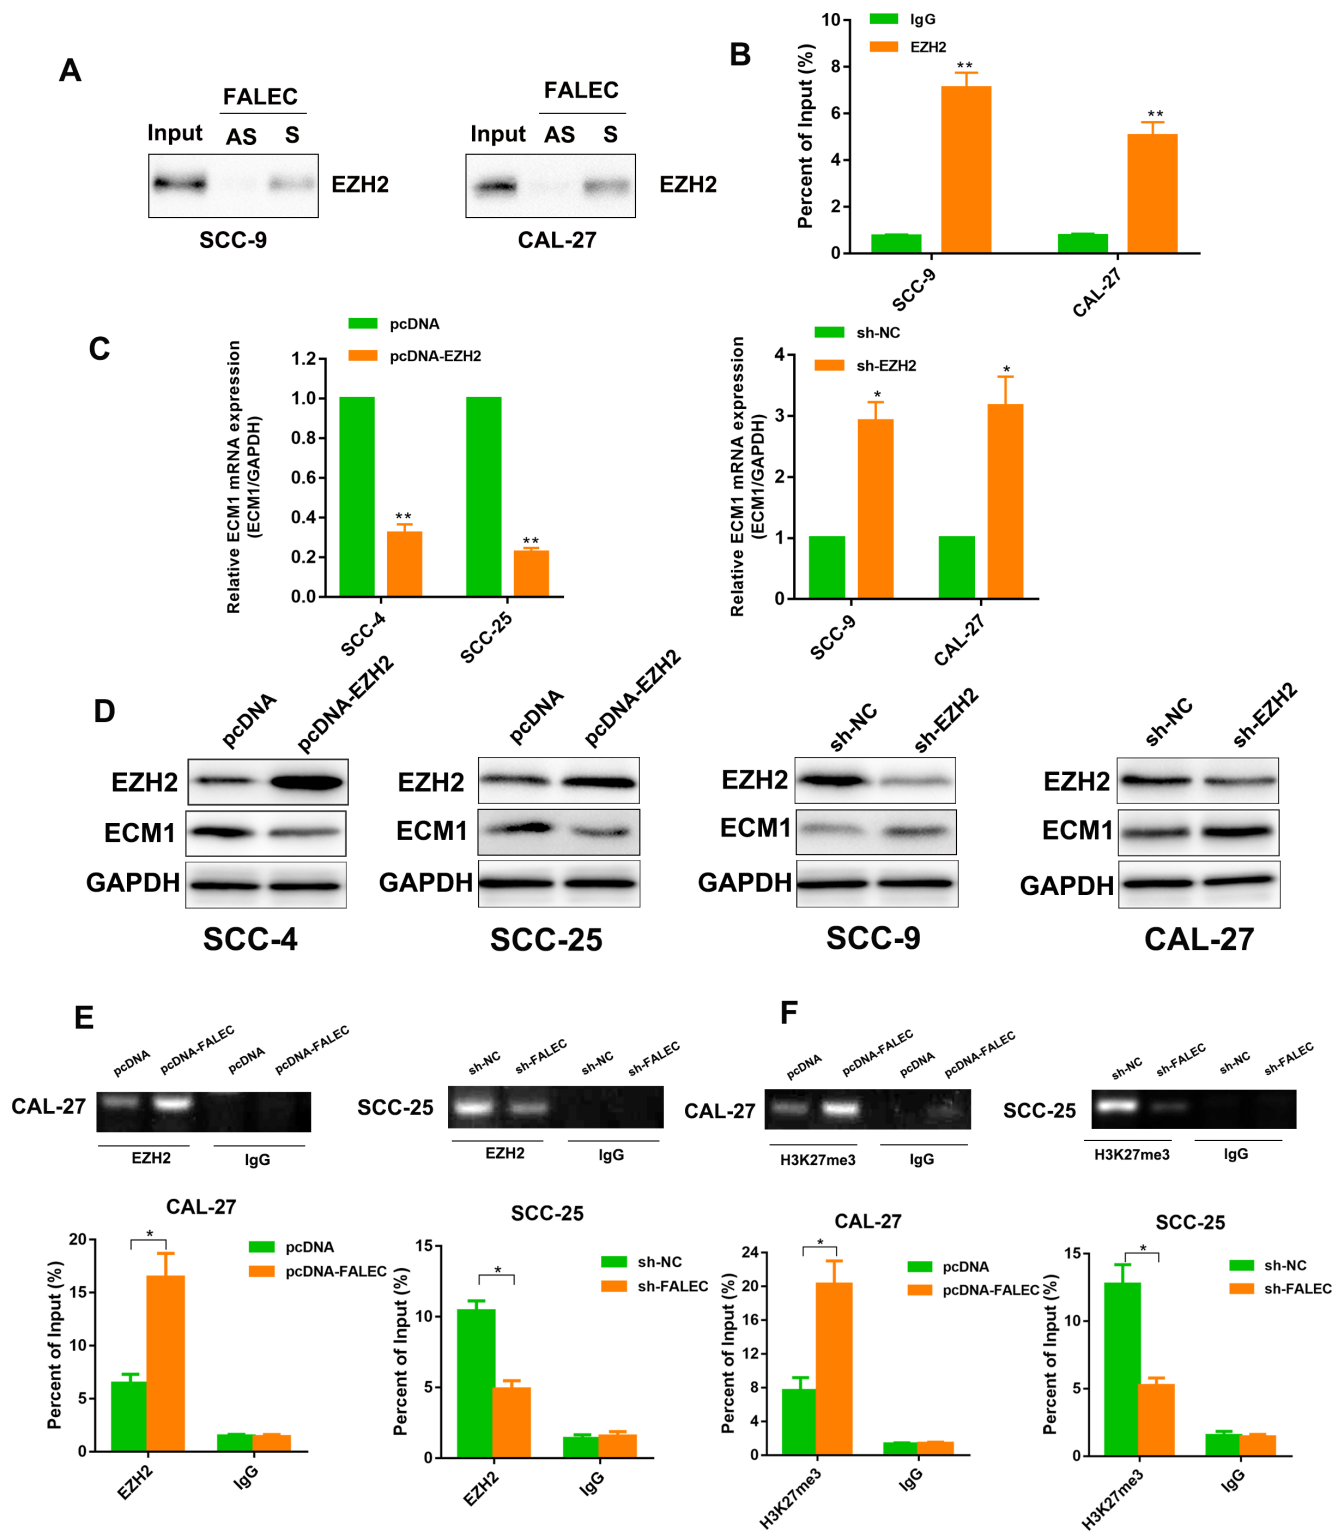 A
FALEC
Input AS S
EZH2
SCC-9
FALEC
Input AS S
EZH2
CAL-27
B
IgG
EZH2
Percent of Input (%)
10
8
6
4
2
0
**
**
SCC-9
CAL-27
C
pcDNA
pcDNA-EZH2
Relative ECM1 mRNA expression
(ECM1/GAPDH)
1.2
1.0
0.8
0.6
0.4
0.2
0.0
**
**
SCC-4
SCC-25
sh-NC
sh-EZH2
Relative ECM1 mRNA expression
(ECM1/GAPDH)
4
3
2
1
0
*
*
SCC-9
CAL-27
D
pcDNA
pcDNA-EZH2
EZH2
ECM1
GAPDH
SCC-4
pcDNA
pcDNA-EZH2
EZH2
ECM1
GAPDH
SCC-25
sh-NC
sh-EZH2
EZH2
ECM1
GAPDH
SCC-9
sh-NC
sh-EZH2
EZH2
ECM1
GAPDH
CAL-27
E
pcDNA
pcDNA-FALEC
pcDNA
pcDNA-FALEC
CAL-27
EZH2
IgG
sh-NC
sh-FALEC
sh-NC
sh-FALEC
SCC-25
EZH2
IgG
CAL-27
pcDNA
pcDNA-FALEC
Percent of Input (%)
20
15
10
5
0
*
EZH2
IgG
SCC-25
sh-NC
sh-FALEC
Percent of Input (%)
15
10
5
0
*
EZH2
IgG
F
pcDNA
pcDNA-FALEC
pcDNA
pcDNA-FALEC
CAL-27
H3K27me3
IgG
sh-NC
sh-FALEC
sh-NC
sh-FALEC
SCC-25
H3K27me3
IgG
CAL-27
pcDNA
pcDNA-FALEC
Percent of Input (%)
24
20
16
12
8
4
0
*
H3K27me3
IgG
SCC-25
sh-NC
sh-FALEC
Percent of Input (%)
15
10
5
0
*
H3K27me3
IgG